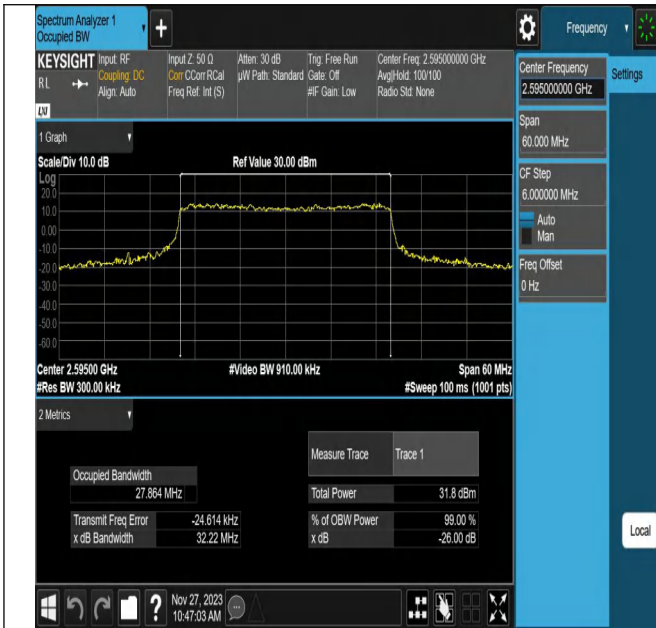 Spectrum Analyzer 1
Occupied BW
Frequency
KEYSIGHT Input: RF Input Z: 50 Ω Atten: 30 dB Trig: Free Run Center Freq: 2.595000000 GHz
RL Coupling: DC Corr CCorr RCal µW Path: Standard Gate: Off Avg|Hold: 100/100
Align: Auto Freq Ref: Int (S) #IF Gain: Low Radio Std: None
LXI
Center Frequency
2.595000000 GHz
Settings
Span
60.000 MHz
CF Step
6.000000 MHz
Auto
Man
Freq Offset
0 Hz
1 Graph
Scale/Div 10.0 dB Ref Value 30.00 dBm
Log
20.0
10.0
0.00
-10.0
-20.0
-30.0
-40.0
-50.0
-60.0
Center 2.59500 GHz #Video BW 910.00 kHz Span 60 MHz
#Res BW 300.00 kHz #Sweep 100 ms (1001 pts)
2 Metrics
Measure Trace Trace 1
Occupied Bandwidth
27.864 MHz
Total Power 31.8 dBm
Transmit Freq Error -24.614 kHz % of OBW Power 99.00 %
x dB Bandwidth 32.22 MHz x dB -26.00 dB
Local
Nov 27, 2023
10:47:03 AM